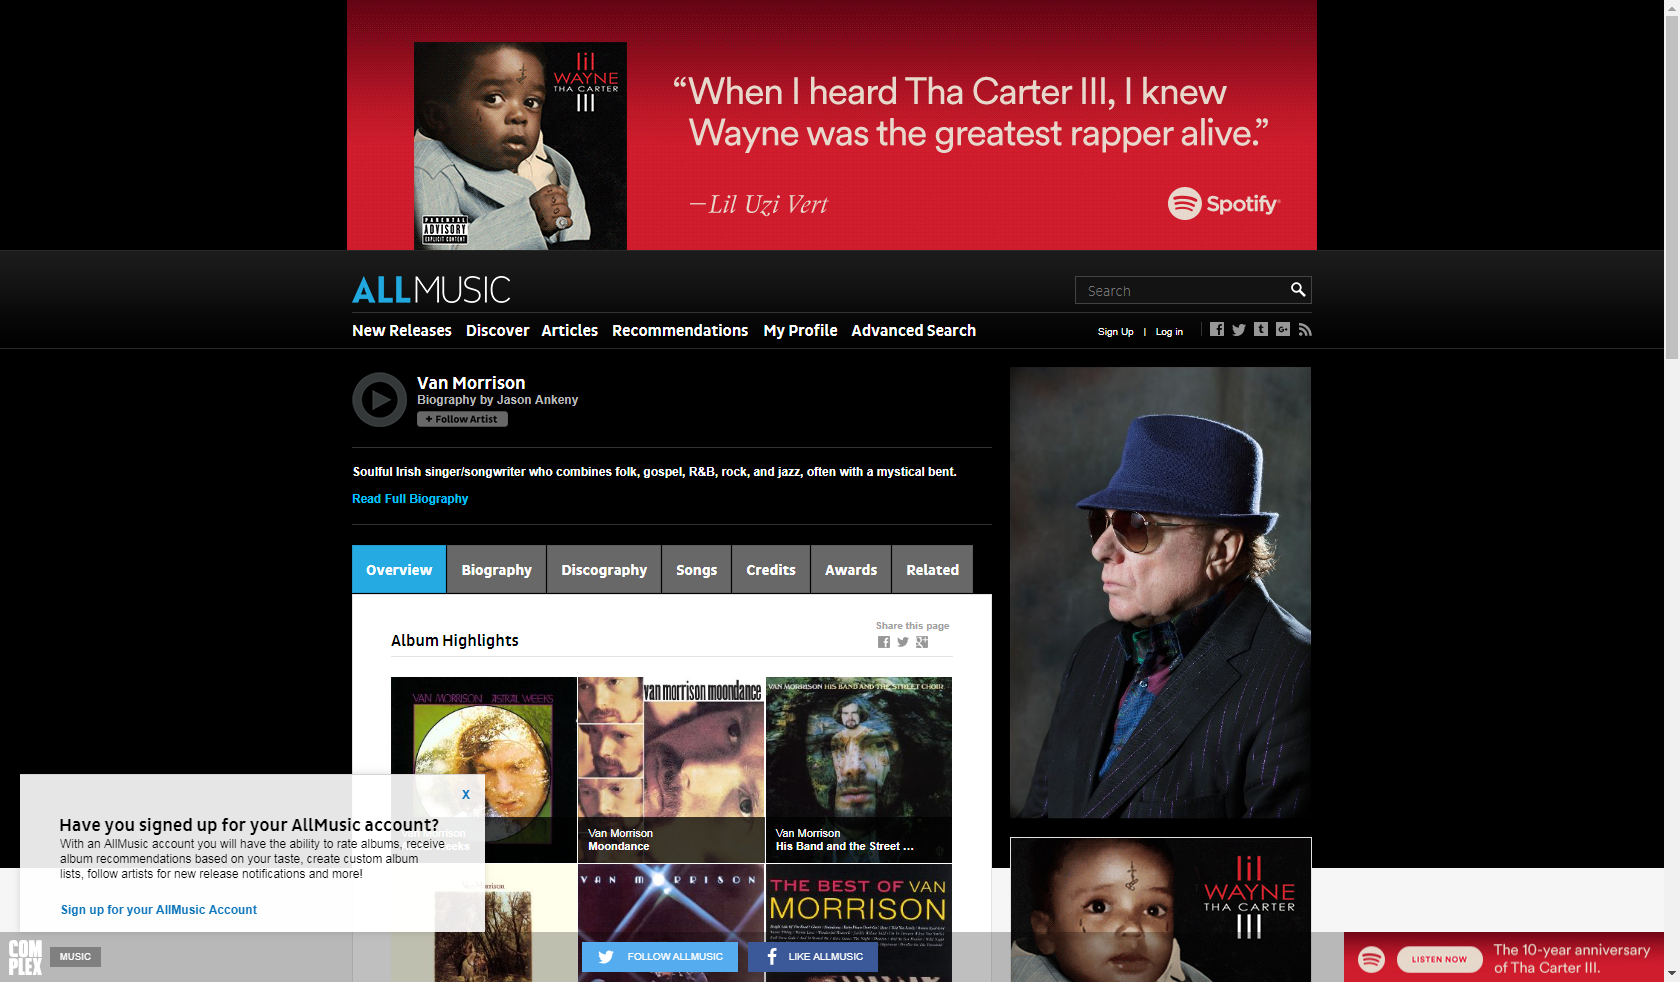 lil
WAYNE
THA CARTER
III
PARENTAL
ADVISORY
EXPLICIT CONTENT
“When I heard Tha Carter III, I knew
Wayne was the greatest rapper alive.”
—Lil Uzi Vert
Spotify
ALLMUSIC
Search
New Releases Discover Articles Recommendations My Profile Advanced Search
Sign Up | Log in
Van Morrison
Biography by Jason Ankeny
+ Follow Artist
Soulful Irish singer/songwriter who combines folk, gospel, R&B, rock, and jazz, often with a mystical bent.
Read Full Biography
Overview Biography Discography Songs Credits Awards Related
Share this page
Album Highlights
VAN MORRISON ASTRAL WEEKS
van morrison moondance
VAN MORRISON HIS BAND AND THE STREET CHOIR
Van Morrison
Moondance
Van Morrison
His Band and the Street ...
X
Have you signed up for your AllMusic account?
With an AllMusic account you will have the ability to rate albums, receive
album recommendations based on your taste, create custom album
lists, follow artists for new release notifications and more!
Sign up for your AllMusic Account
Van Morrison
VAN MORRISON
THE BEST OF VAN
MORRISON
lil
WAYNE
THA CARTER
III
COM
PLEX
MUSIC
FOLLOW ALLMUSIC
LIKE ALLMUSIC
LISTEN NOW
The 10-year anniversary
of Tha Carter III.